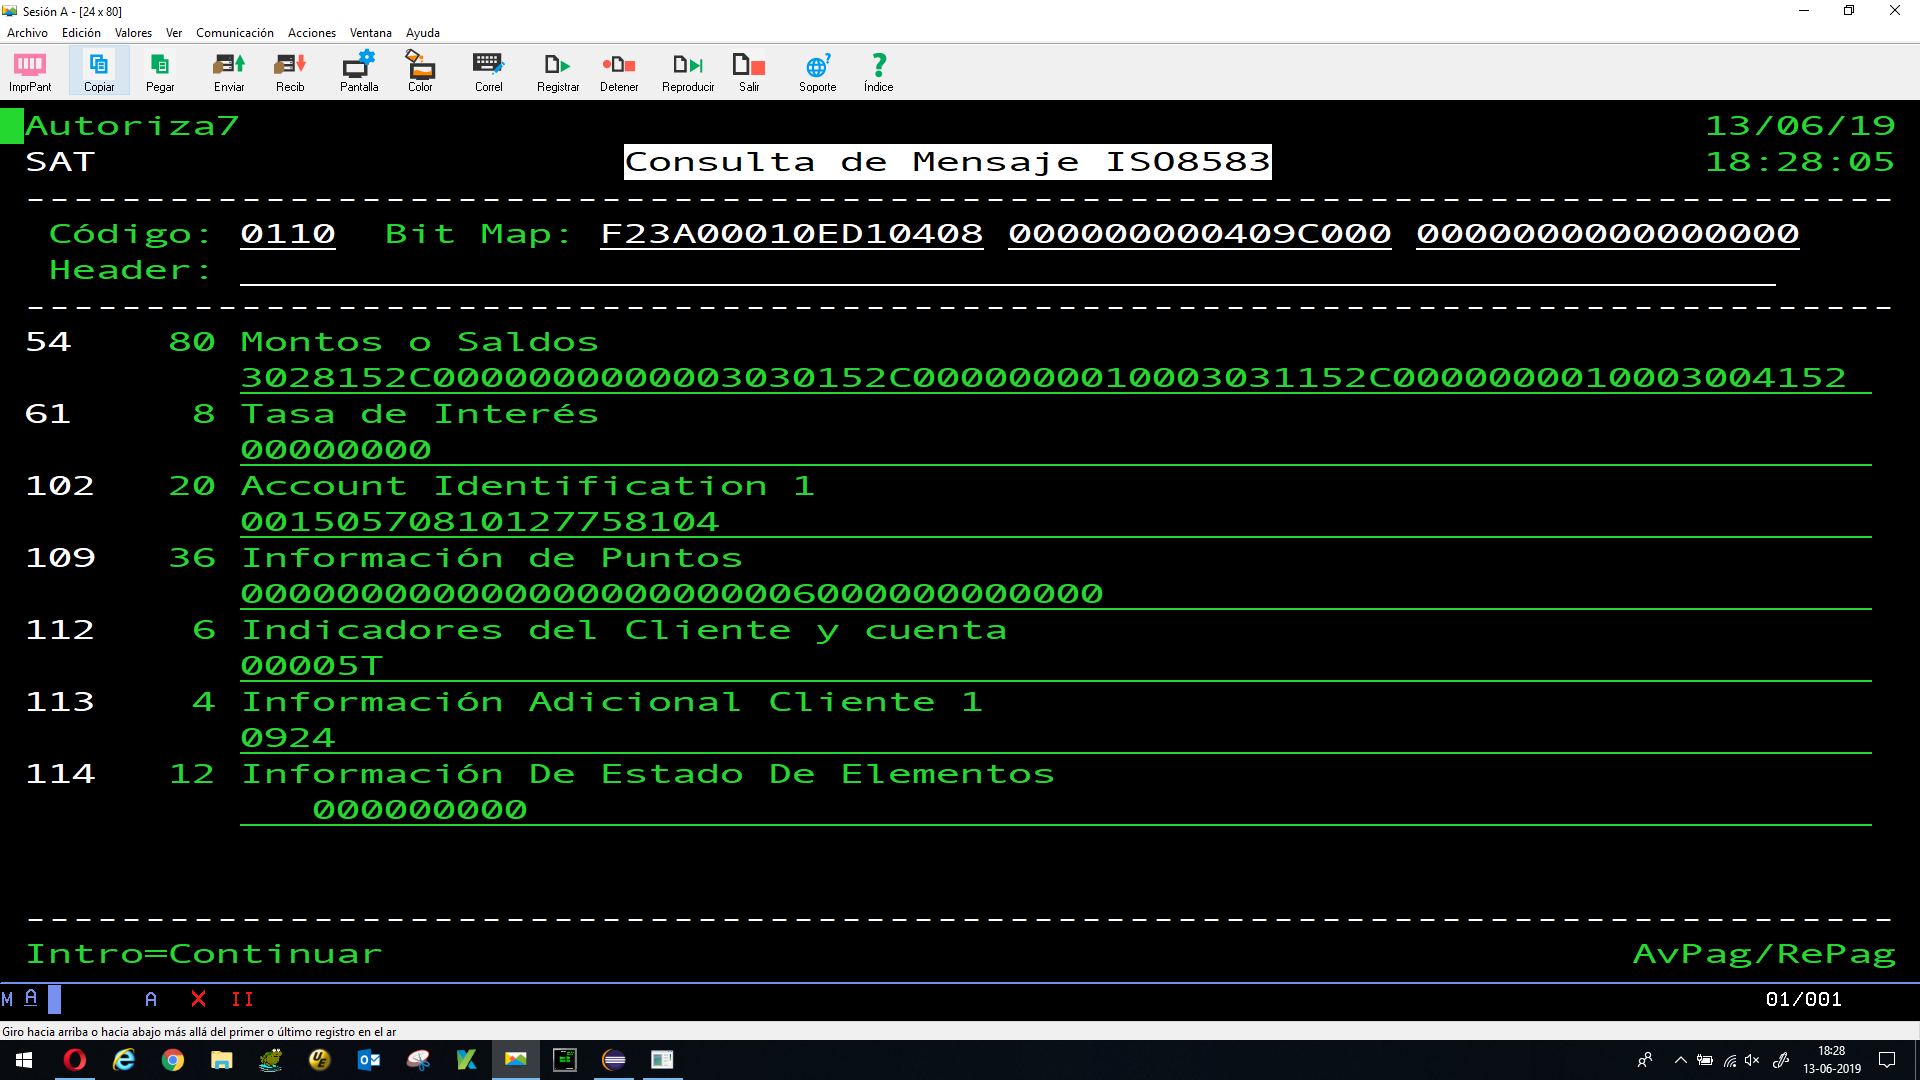 Sesión A - [24 x 80]
Archivo Edición Valores Ver Comunicación Acciones Ventana Ayuda
ImprPant Copiar Pegar Enviar Recib Pantalla Color Correl Registrar Detener Reproducir Salir Soporte Índice
Autoriza7 13/06/19
SAT Consulta de Mensaje ISO8583 18:28:05
Código: 0110 Bit Map: F23A00010ED10408 000000000409C000 0000000000000000
Header:
54 80 Montos o Saldos
3028152C0000000000003030152C0000000010003031152C0000000010003004152
61 8 Tasa de Interés
00000000
102 20 Account Identification 1
00150570810127758104
109 36 Información de Puntos
000000000000000000000006000000000000
112 6 Indicadores del Cliente y cuenta
00005T
113 4 Información Adicional Cliente 1
0924
114 12 Información De Estado De Elementos
000000000
Intro=Continuar AvPag/RePag
M A A X II 01/001
Giro hacia arriba o hacia abajo más allá del primer o último registro en el ar
18:28
13-06-2019